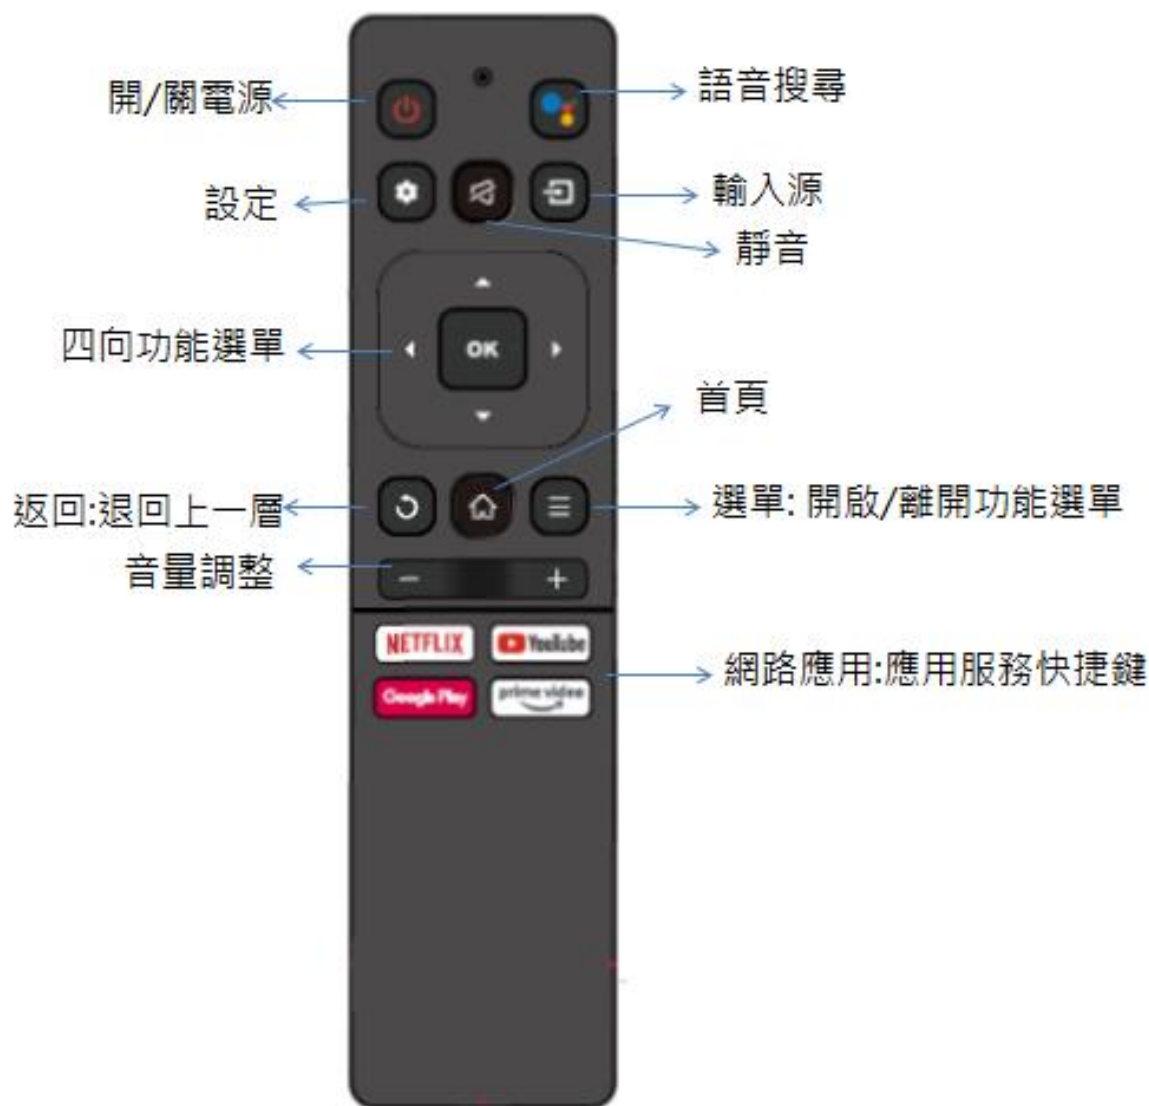 開/關電源
語音搜尋
設定
輸入源
靜音
四向功能選單
OK
首頁
返回:退回上一層
選單: 開啟/離開功能選單
音量調整
NETFLIX
YouTube
網路應用:應用服務快捷鍵
Google Play
prime video